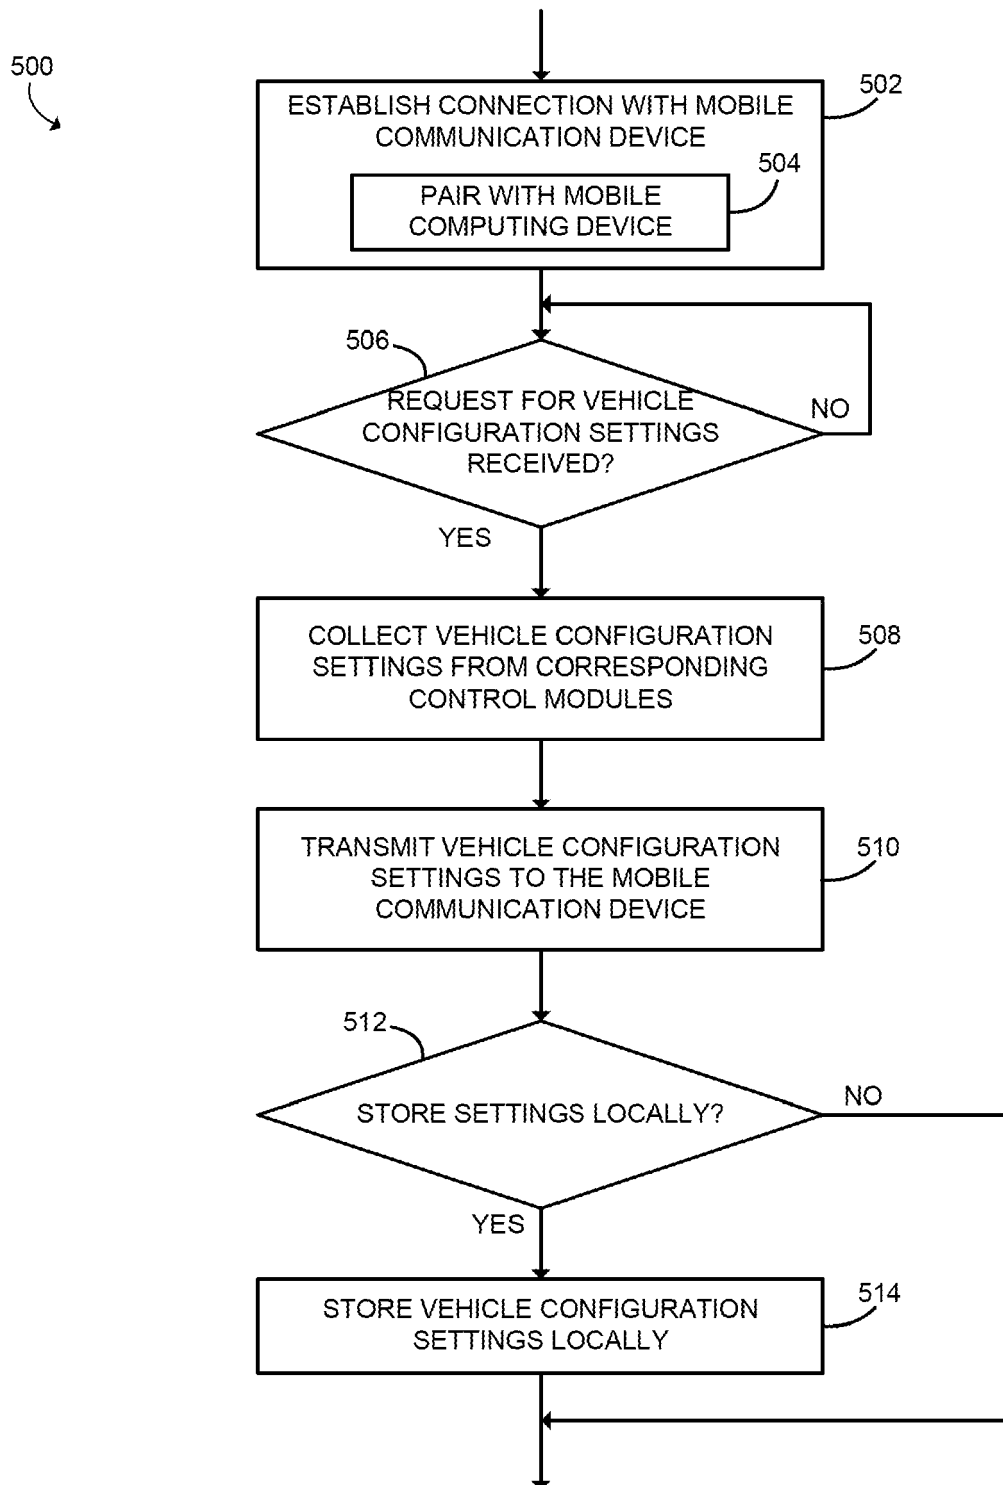 500
502
ESTABLISH CONNECTION WITH MOBILE
COMMUNICATION DEVICE
504
PAIR WITH MOBILE
COMPUTING DEVICE
506
REQUEST FOR VEHICLE
CONFIGURATION SETTINGS
RECEIVED?
NO
YES
COLLECT VEHICLE CONFIGURATION
SETTINGS FROM CORRESPONDING
CONTROL MODULES
508
TRANSMIT VEHICLE CONFIGURATION
SETTINGS TO THE MOBILE
COMMUNICATION DEVICE
510
512
STORE SETTINGS LOCALLY?
NO
YES
STORE VEHICLE CONFIGURATION
SETTINGS LOCALLY
514